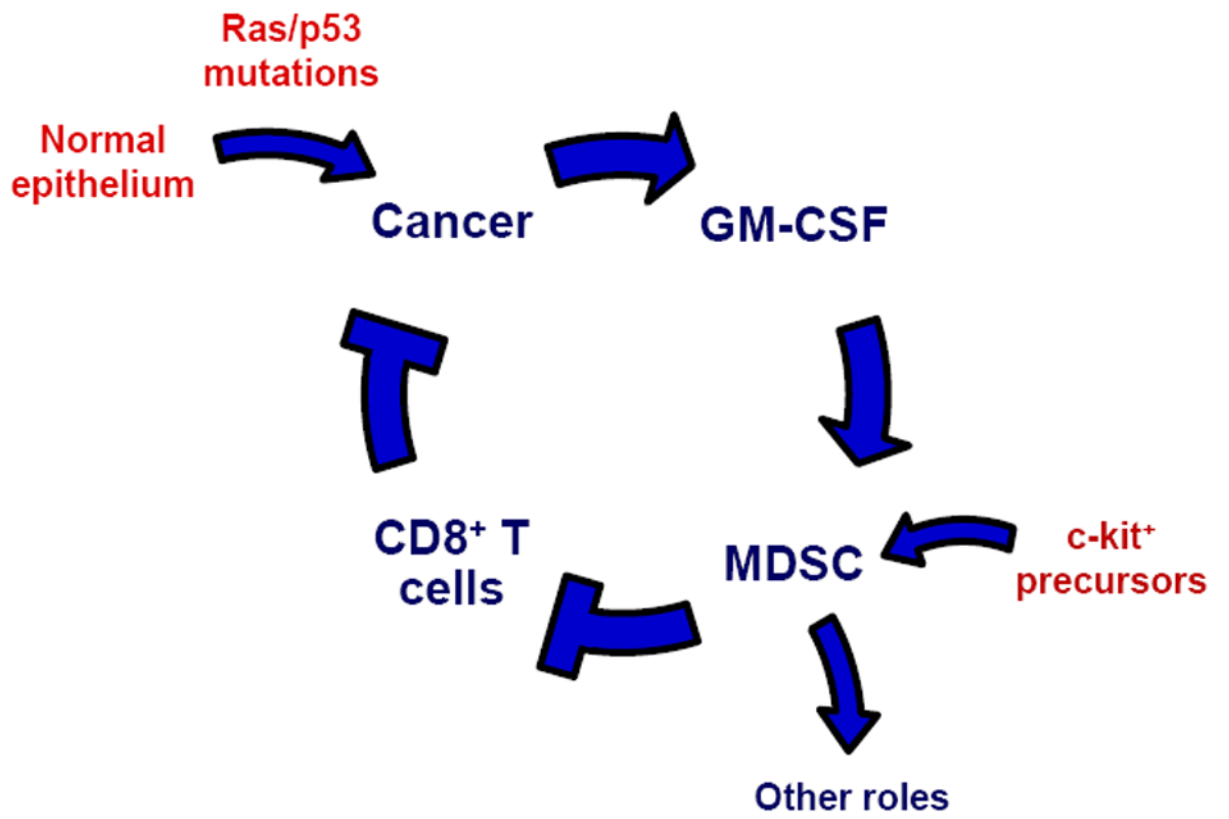 Ras/p53
mutations
Normal
epithelium
Cancer
GM-CSF
CD8⁺ T
cells
MDSC
c-kit⁺
precursors
Other roles